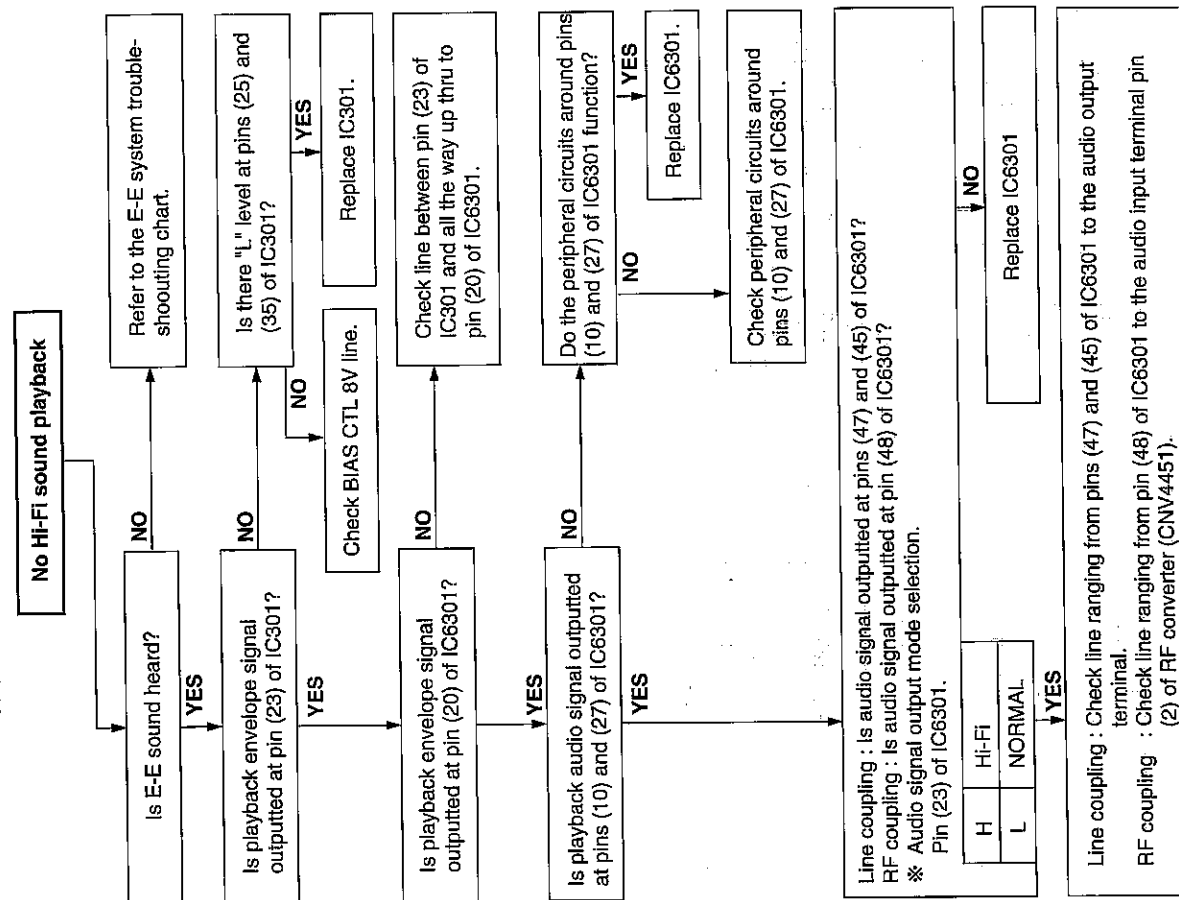 No Hi-Fi sound playback
Is E-E sound heard?
NO
Refer to the E-E system trouble-
shouting chart.
YES
Is playback envelope signal
outputted at pin (23) of IC301?
NO
Is there "L" level at pins (25) and
(35) of IC301?
YES
Replace IC301.
NO
Check BIAS CTL 8V line.
YES
Is playback envelope signal
outputted at pin (20) of IC6301?
NO
Check line between pin (23) of
IC301 and all the way up thru to
pin (20) of IC6301.
YES
Is playback audio signal outputted
at pins (10) and (27) of IC6301?
NO
Do the peripheral circuits around pins
(10) and (27) of IC6301 function?
YES
Replace IC6301.
NO
Check peripheral circuits around
pins (10) and (27) of IC6301.
YES
Line coupling : Is audio signal outputted at pins (47) and (45) of IC6301?
RF coupling : Is audio signal outputted at pin (48) of IC6301?
※ Audio signal output mode selection.
Pin (23) of IC6301.
H Hi-Fi
L NORMAL
NO
Replace IC6301
YES
Line coupling : Check line ranging from pins (47) and (45) of IC6301 to the audio output
terminal.
RF coupling : Check line ranging from pin (48) of IC6301 to the audio input terminal pin
(2) of RF converter (CNV4451).